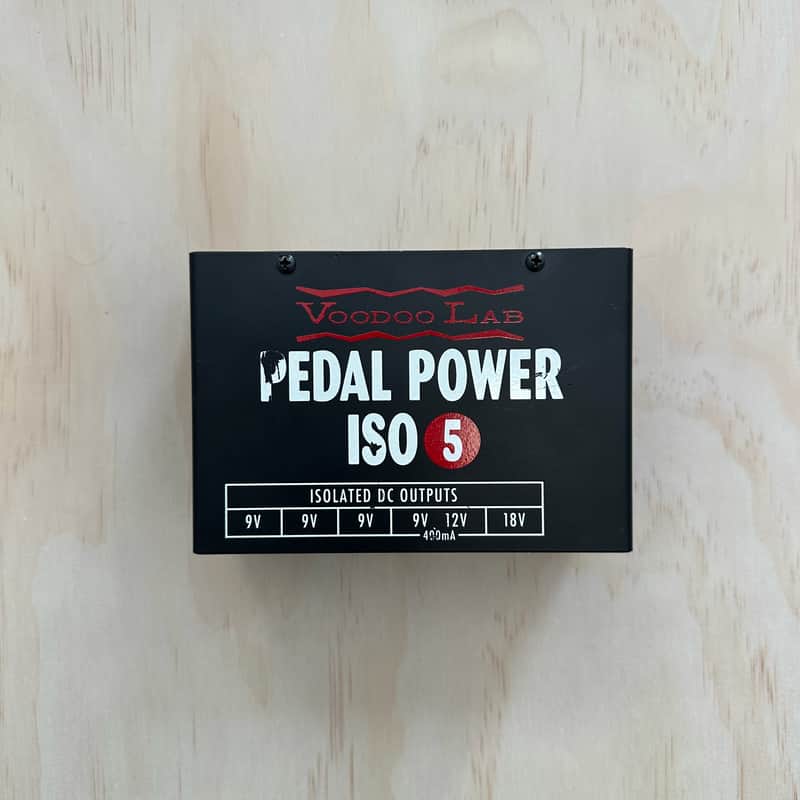 VOODOO LAB
PEDAL POWER
ISO 5
ISOLATED DC OUTPUTS
9V 9V 9V 9V 12V 18V
400mA